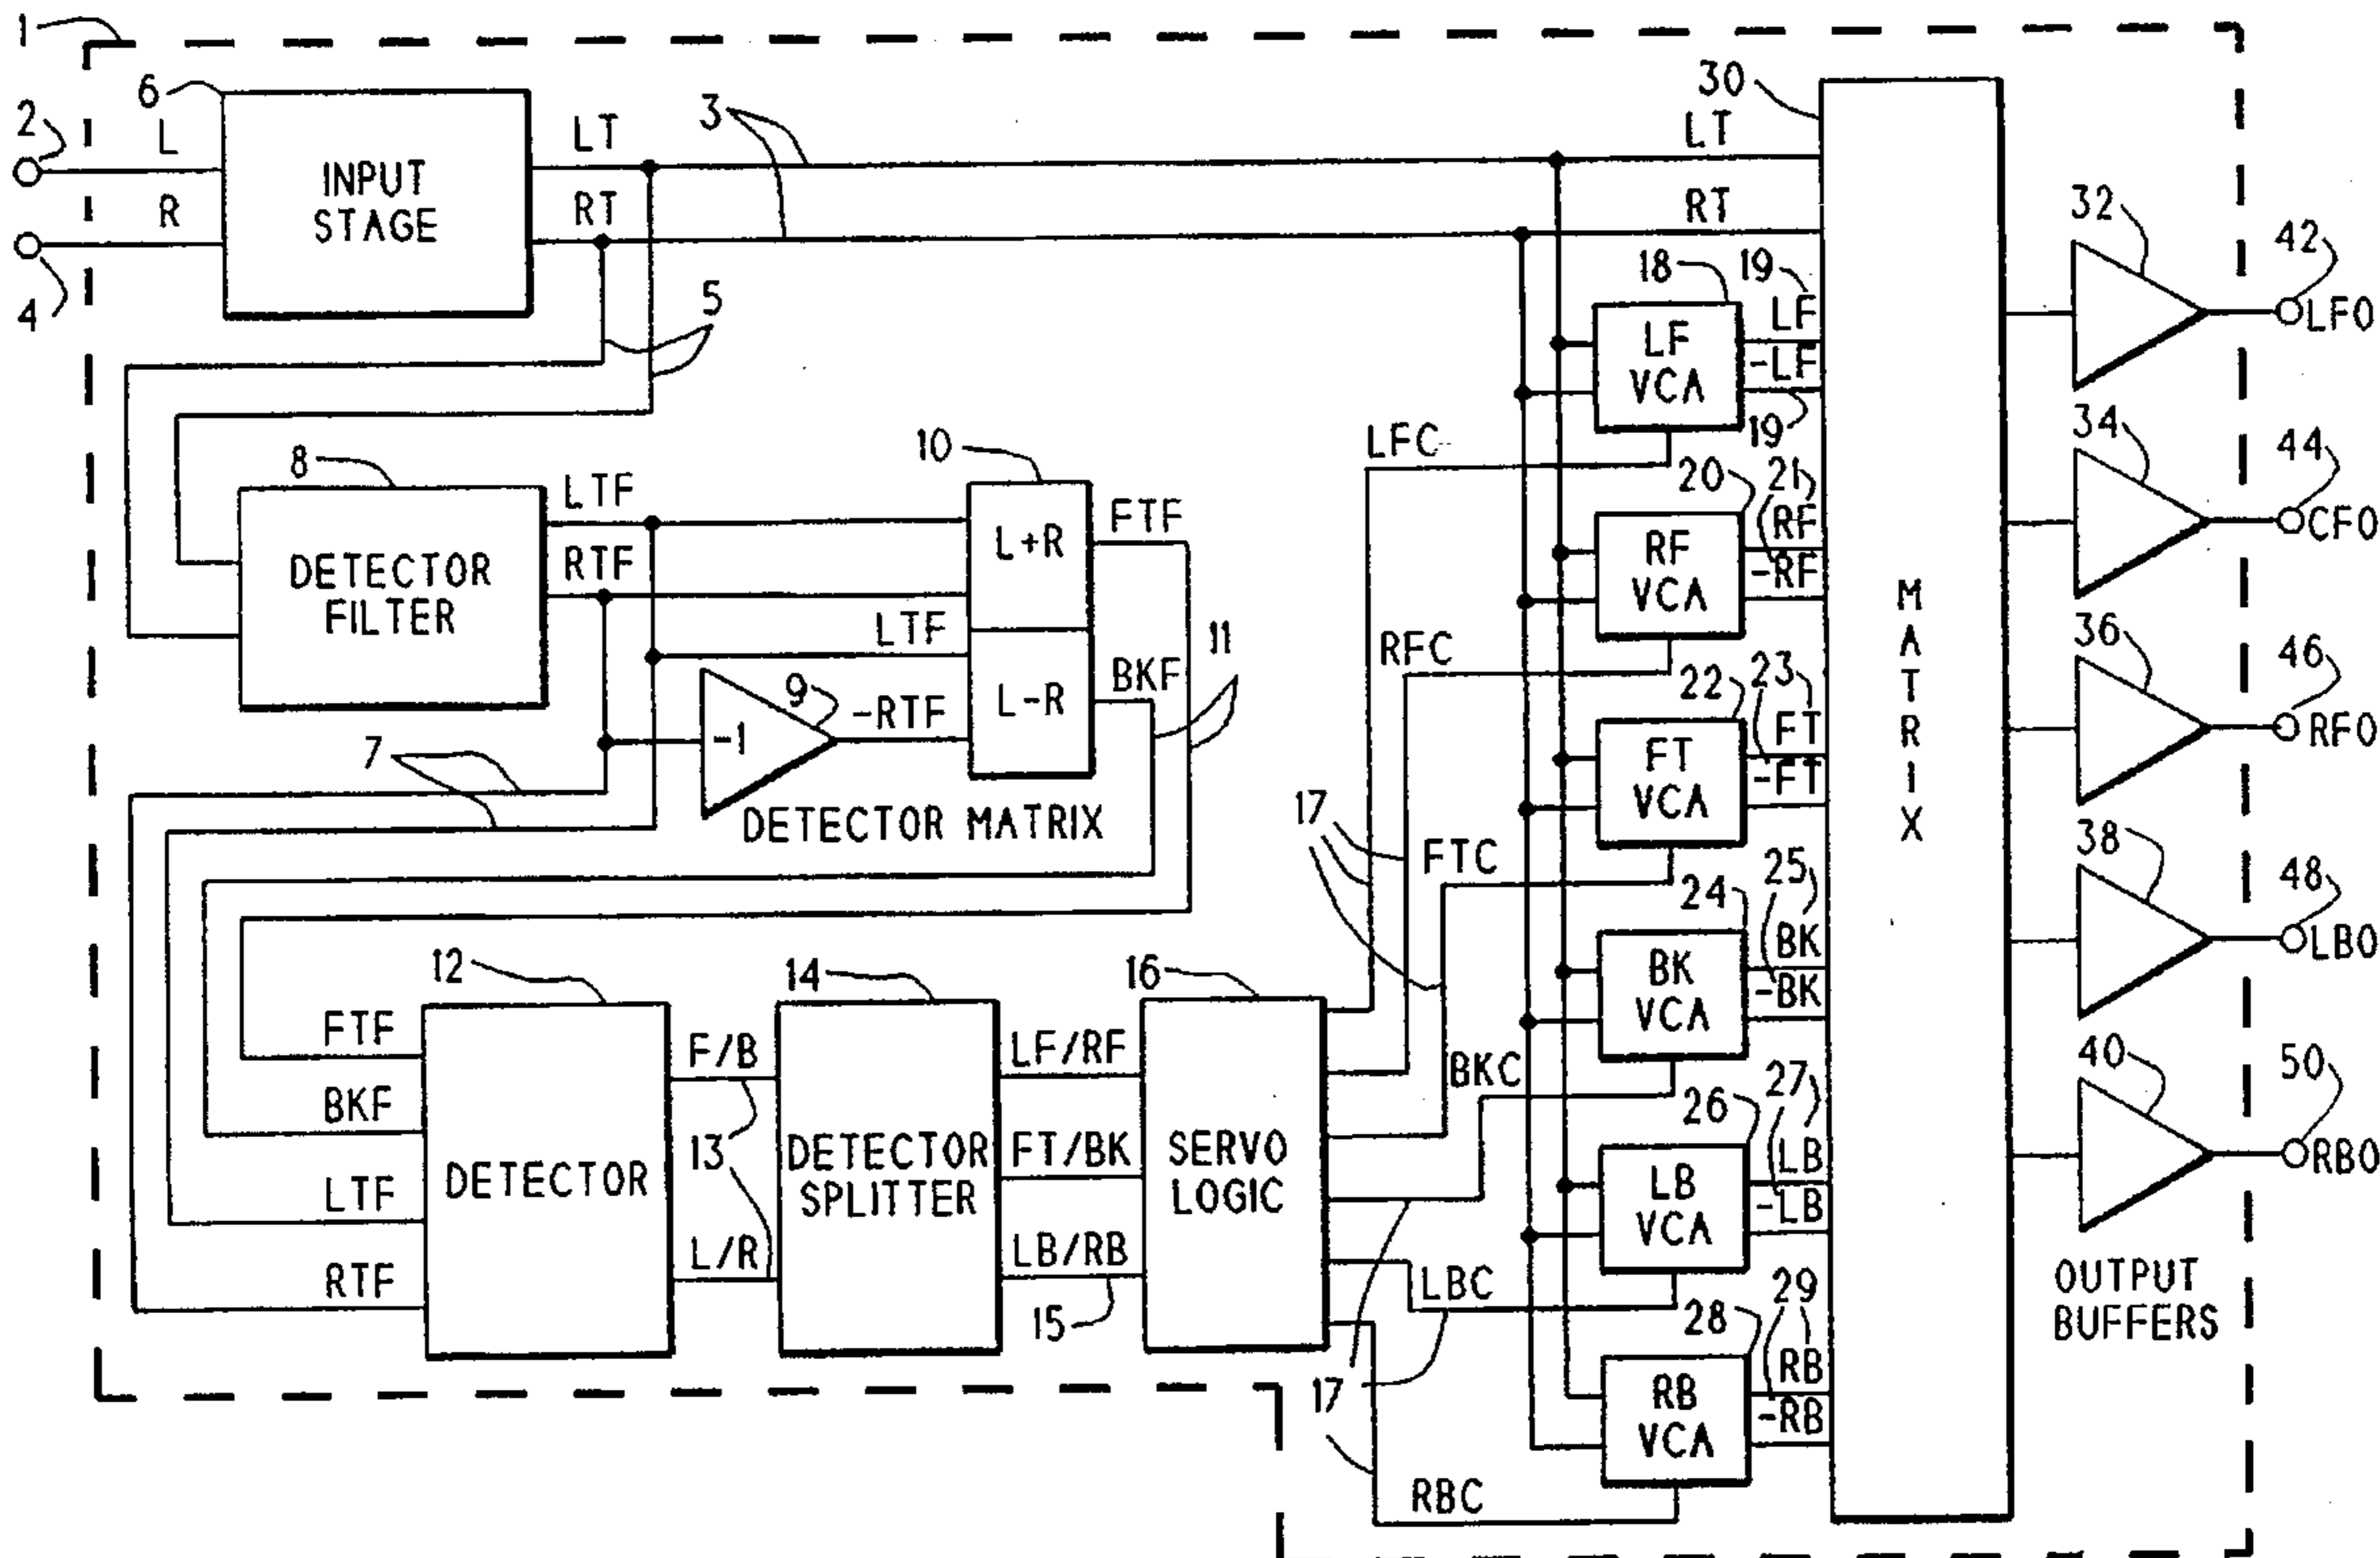 1
2
4
6
L
R
INPUT
STAGE
LT
RT
3
5
LT
RT
30
8
DETECTOR
FILTER
LTF
RTF
LTF
9
-1
-RTF
10
L+R
L-R
FTF
BKF
11
7
DETECTOR MATRIX
12
FTF
BKF
LTF
RTF
DETECTOR
F/B
13
L/R
14
DETECTOR
SPLITTER
LF/RF
FT/BK
LB/RB
15
16
SERVO
LOGIC
17
17
LFC
RFC
FTC
BKC
LBC
RBC
18
LF
VCA
19
LF
-LF
19
20
RF
VCA
21
RF
-RF
22
FT
VCA
23
FT
-FT
24
BK
VCA
25
BK
-BK
26
LB
VCA
27
LB
-LB
28
RB
VCA
29
RB
-RB
MATRIX
32
42
LFO
34
44
CFO
36
46
RFO
38
48
LBO
40
50
RBO
OUTPUT
BUFFERS